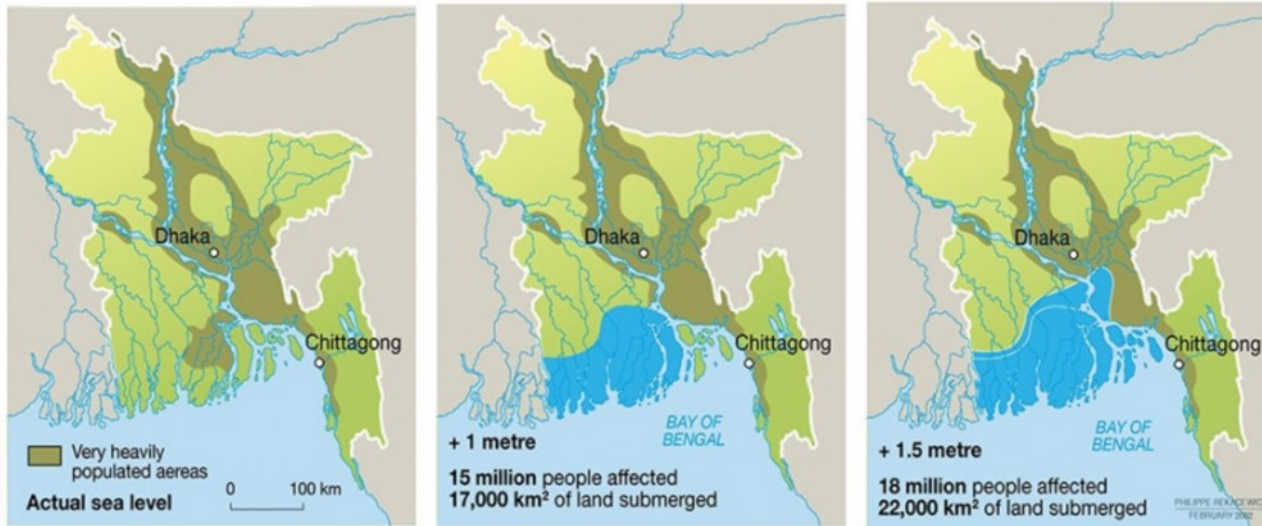 Dhaka
Chittagong
Very heavily
populated aereas
Actual sea level
0 100 km
Dhaka
Chittagong
BAY OF
BENGAL
+ 1 metre
15 million people affected
17,000 km² of land submerged
Dhaka
Chittagong
BAY OF
BENGAL
+ 1.5 metre
18 million people affected
22,000 km² of land submerged
PHILIPPE REKACEWIC
FEBRUARY 2002